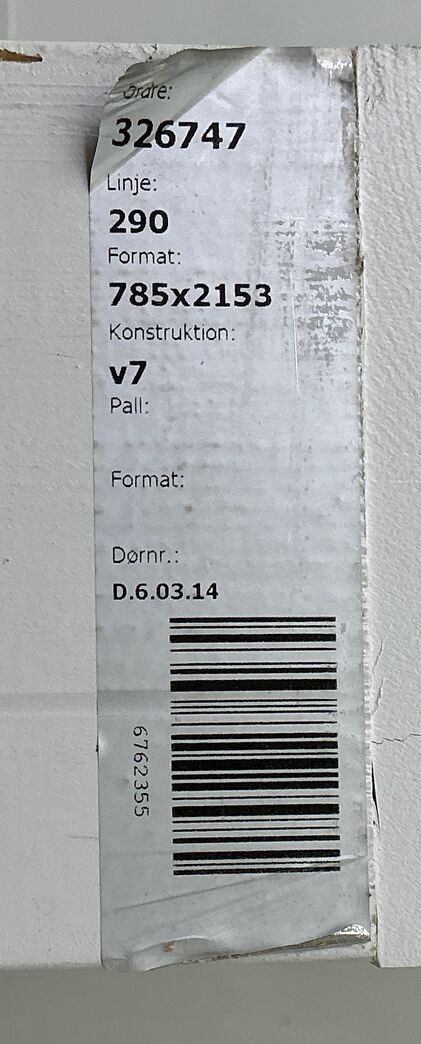 Ordre:
326747
Linje:
290
Format:
785x2153
Konstruktion:
v7
Pall:
Format:
Dørnr.:
D.6.03.14
6762355